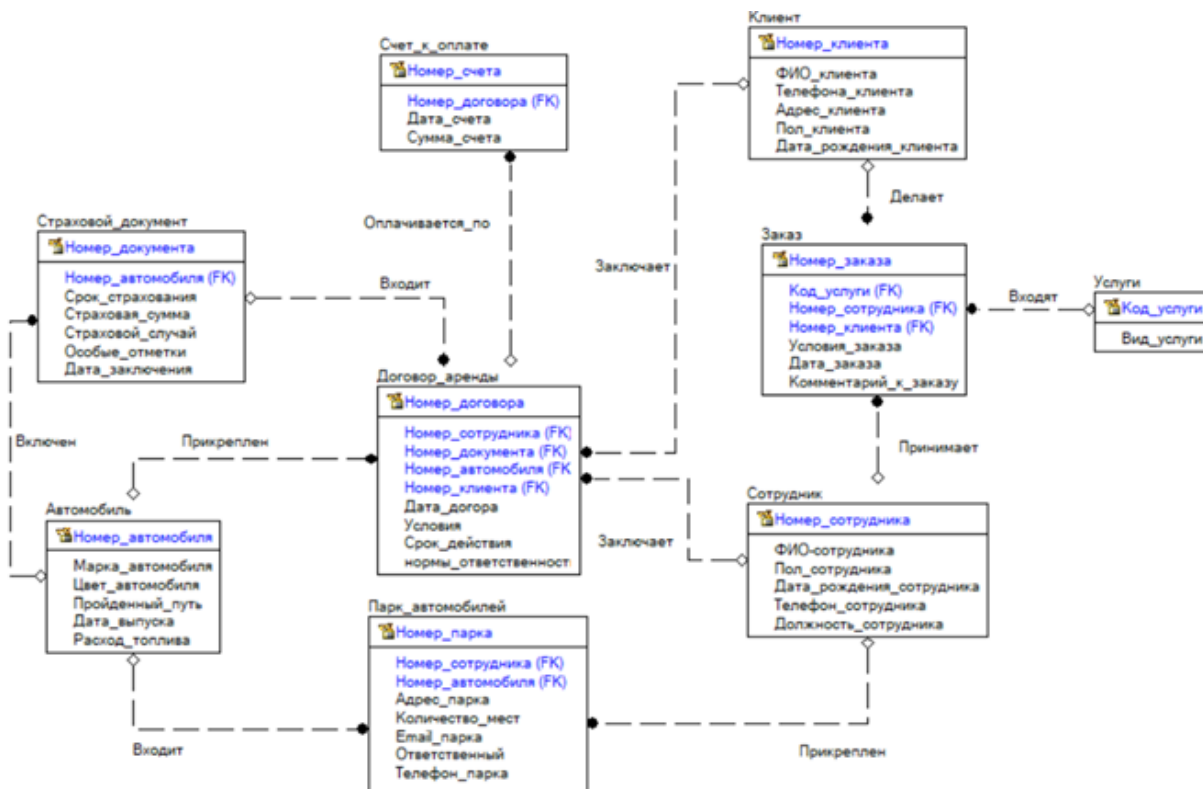 Клиент
Номер_клиента
ФИО_клиента
Телефона_клиента
Адрес_клиента
Пол_клиента
Дата_рождения_клиента
Счет_к_оплате
Номер_счета
Номер_договора (FK)
Дата_счета
Сумма_счета
Делает
Оплачивается_по
Заключает
Страховой_документ
Номер_документа
Номер_автомобиля (FK)
Срок_страхования
Страховая_сумма
Страховой_случай
Особые_отметки
Дата_заключения
Входит
Заказ
Номер_заказа
Код_услуги (FK)
Номер_сотрудника (FK)
Номер_клиента (FK)
Условия_заказа
Дата_заказа
Комментарий_к_заказу
Входят
Услуги
Код_услуги
Вид_услуги
Договор_аренды
Номер_договора
Номер_сотрудника (FK)
Номер_документа (FK)
Номер_автомобиля (FK
Номер_клиента (FK)
Дата_догора
Условия
Срок_действия
нормы_ответственност
Включен
Прикреплен
Принимает
Автомобиль
Номер_автомобиля
Марка_автомобиля
Цвет_автомобиля
Пройденный_путь
Дата_выпуска
Расход_топлива
Заключает
Сотрудник
Номер_сотрудника
ФИО-сотрудника
Пол_сотрудника
Дата_рождения_сотрудника
Телефон_сотрудника
Должность_сотрудника
Парк_автомобилей
Номер_парка
Номер_сотрудника (FK)
Номер_автомобиля (FK)
Адрес_парка
Количество_мест
Email_парка
Ответственный
Телефон_парка
Входит
Прикреплен